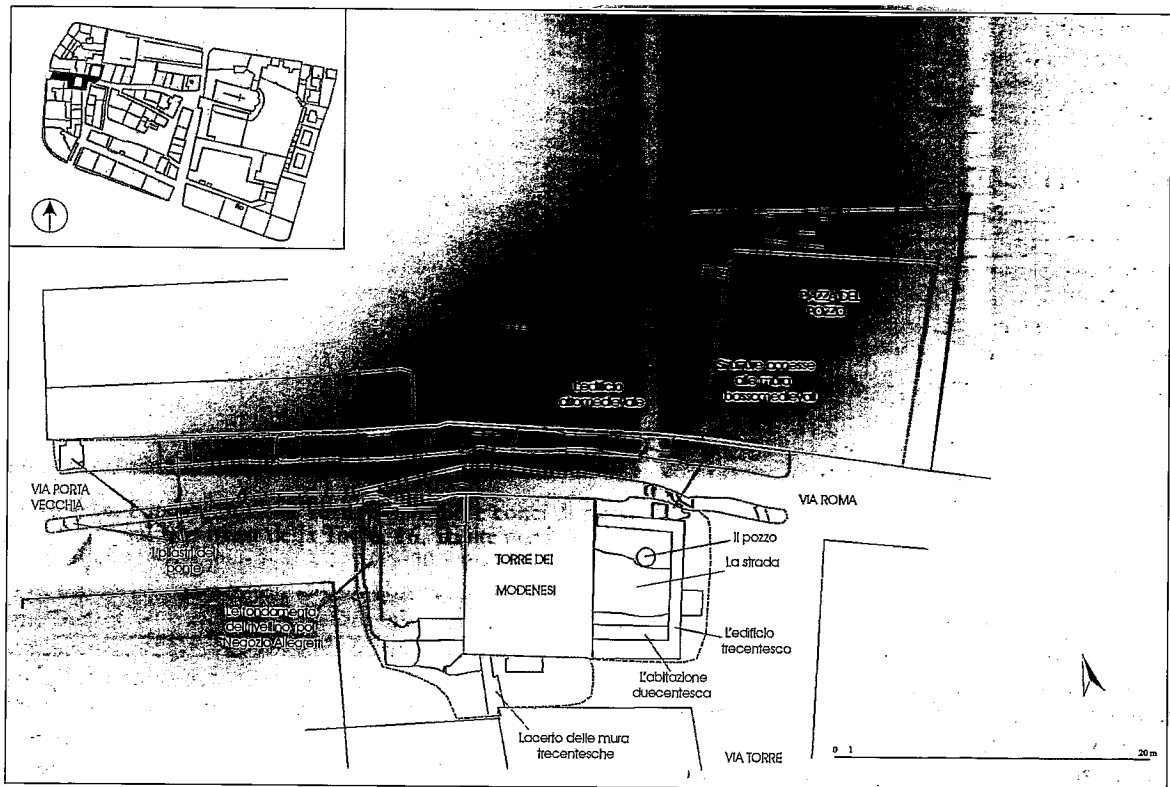 PIAZZA DEL
POZZO
Strutture annesse
alle mura
bassomedievali
L'edificio
altomedievale
VIA PORTA
VECCHIA
VIA ROMA
I pilastri del
ponte
Il pozzo
TORRE DEI
MODENESI
La strada
Le fondamenta
del rivellino (poi
Negozio Alegretti
L'edificio
trecentesco
L'abitazione
duecentesca
Lacerto delle mura
trecentesche
VIA TORRE
0 1 20 m